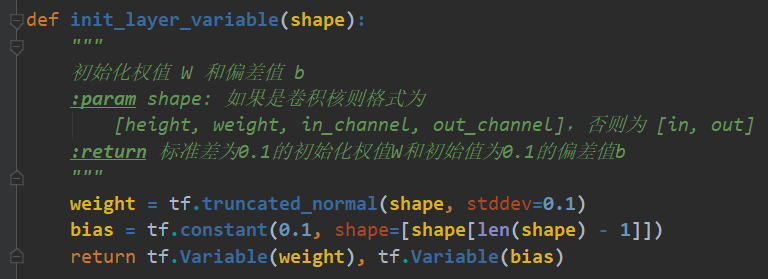 def init_layer_variable(shape):
    """
    初始化权值 W 和偏差值 b
    :param shape: 如果是卷积核则格式为
        [height, weight, in_channel, out_channel]，否则为 [in, out]
    :return 标准差为0.1的初始化权值W和初始值为0.1的偏差值b
    """
    weight = tf.truncated_normal(shape, stddev=0.1)
    bias = tf.constant(0.1, shape=[shape[len(shape) - 1]])
    return tf.Variable(weight), tf.Variable(bias)